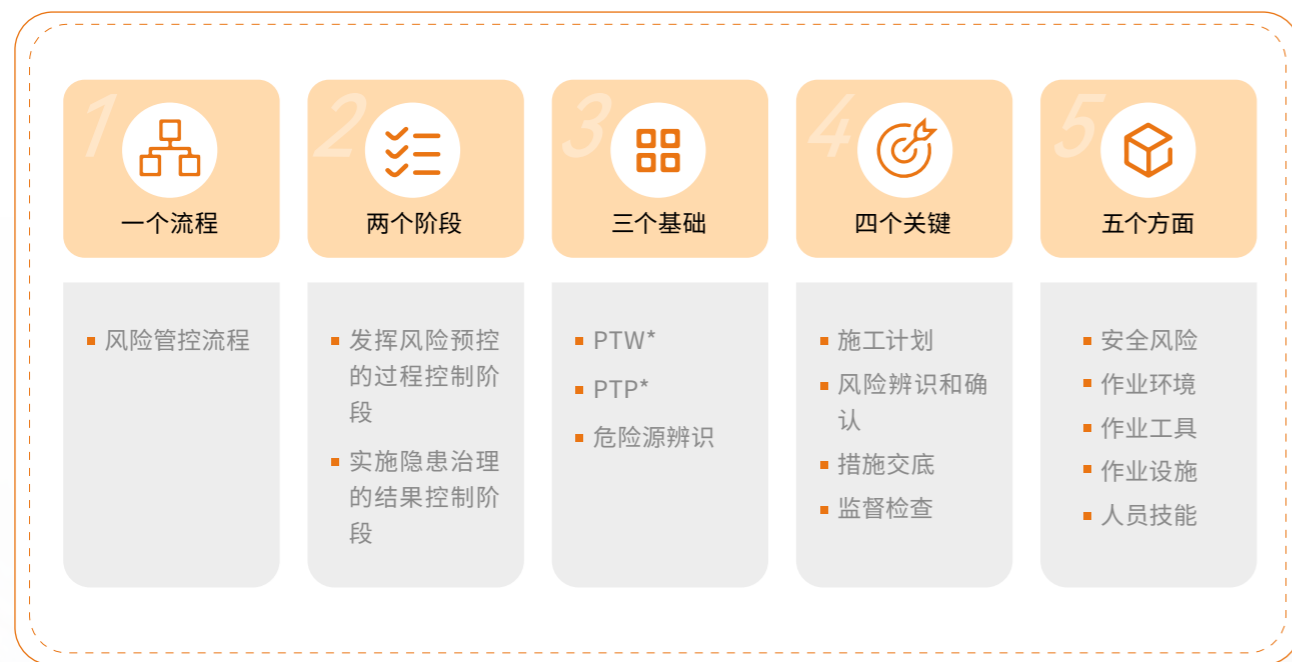 1
一个流程
风险管控流程
2
两个阶段
发挥风险预控
的过程控制阶
段
实施隐患治理
的结果控制阶
段
3
三个基础
PTW*
PTP*
危险源辨识
4
四个关键
施工计划
风险辨识和确
认
措施交底
监督检查
5
五个方面
安全风险
作业环境
作业工具
作业设施
人员技能